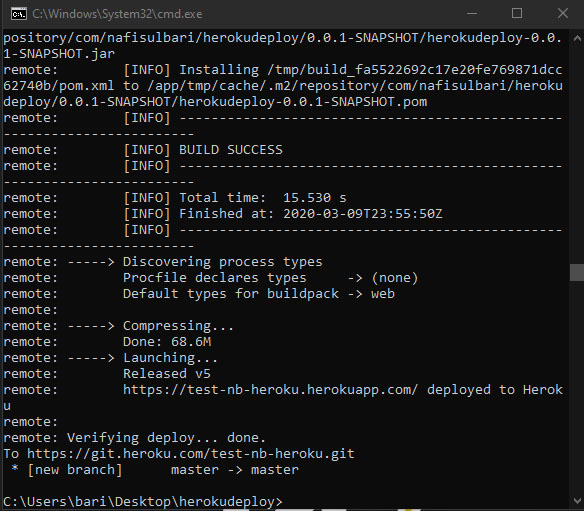 C:\Windows\System32\cmd.exe
pository/com/nafisulbari/herokudeploy/0.0.1-SNAPSHOT/herokudeploy-0.0.
1-SNAPSHOT.jar
remote:        [INFO] Installing /tmp/build_fa5522692c17e20fe769871dcc
62740b/pom.xml to /app/tmp/cache/.m2/repository/com/nafisulbari/heroku
deploy/0.0.1-SNAPSHOT/herokudeploy-0.0.1-SNAPSHOT.pom
remote:        [INFO] ------------------------------------------------
------------------------
remote:        [INFO] BUILD SUCCESS
remote:        [INFO] ------------------------------------------------
------------------------
remote:        [INFO] Total time:  15.530 s
remote:        [INFO] Finished at: 2020-03-09T23:55:50Z
remote:        [INFO] ------------------------------------------------
------------------------
remote: -----> Discovering process types
remote:        Procfile declares types     -> (none)
remote:        Default types for buildpack -> web
remote:
remote: -----> Compressing...
remote:        Done: 68.6M
remote: -----> Launching...
remote:        Released v5
remote:        https://test-nb-heroku.herokuapp.com/ deployed to Herok
u
remote:
remote: Verifying deploy... done.
To https://git.heroku.com/test-nb-heroku.git
 * [new branch]      master -> master
C:\Users\bari\Desktop\herokudeploy>